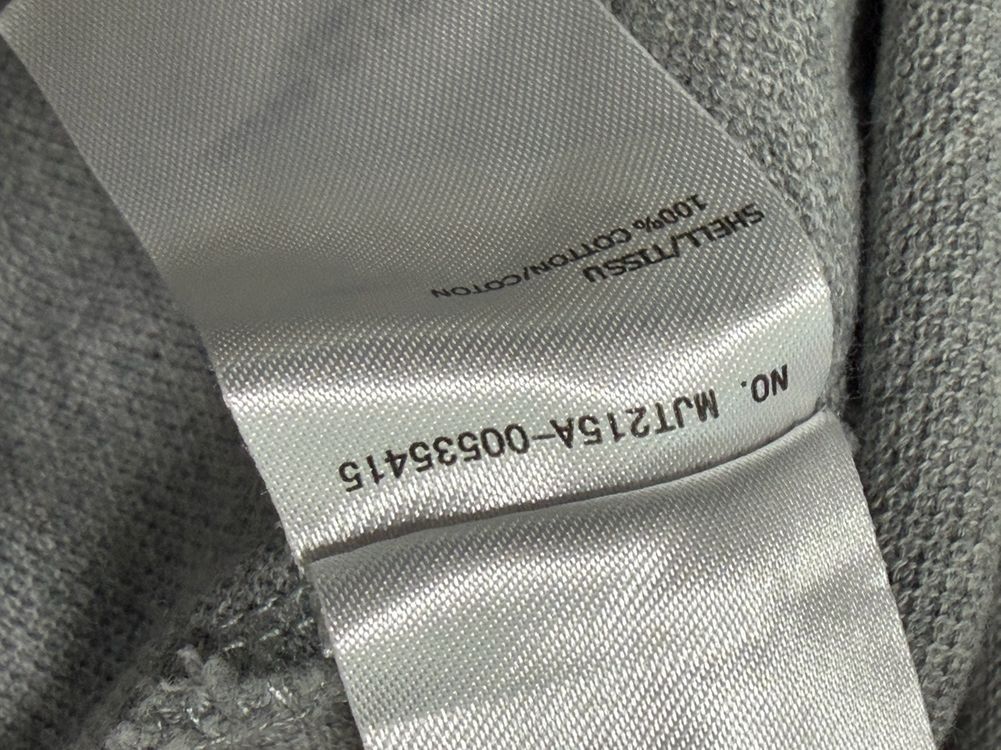 NO. MJT215A-00535415
SHELL/TISSU
100% COTTON/COTON